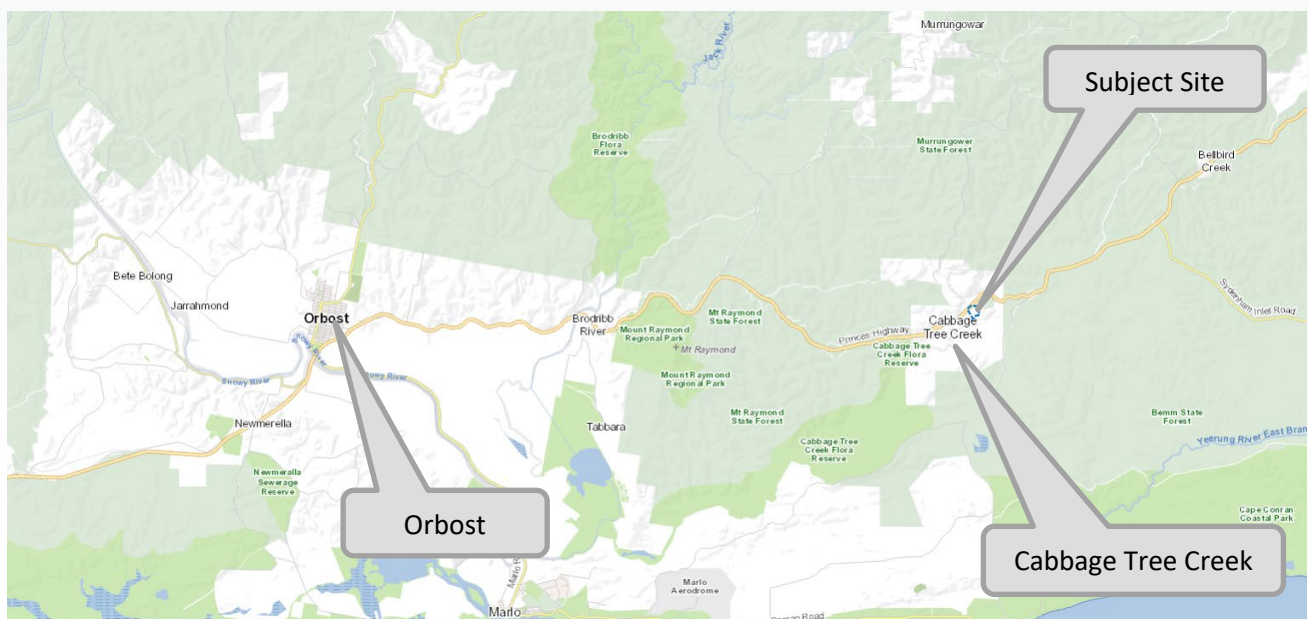 Murrungowar
Jack River
Subject Site
Brodribb
Flora
Reserve
Murrungower
State Forest
Bellbird
Creek
Bete Bolong
Jarrahmond
Orbost
Snowy River
Snowy River
Brodribb
River
Mount Raymond
Regional Park
Mt Raymond
State Forest
Mt Raymond
Princes Highway
Cabbage
Tree Creek
Cabbage Tree
Creek Flora
Reserve
Sydenham Inlet Road
Mount Raymond
Regional Park
Newmerella
Tabbara
Mt Raymond
State Forest
Cabbage Tree
Creek Flora
Reserve
Bemm State
Forest
Yeerung River East Bran
Newmeralla
Sewerage
Reserve
Orbost
Cape Conran
Coastal Park
Cabbage Tree Creek
Marlo
Aerodrome
Marlo
Road